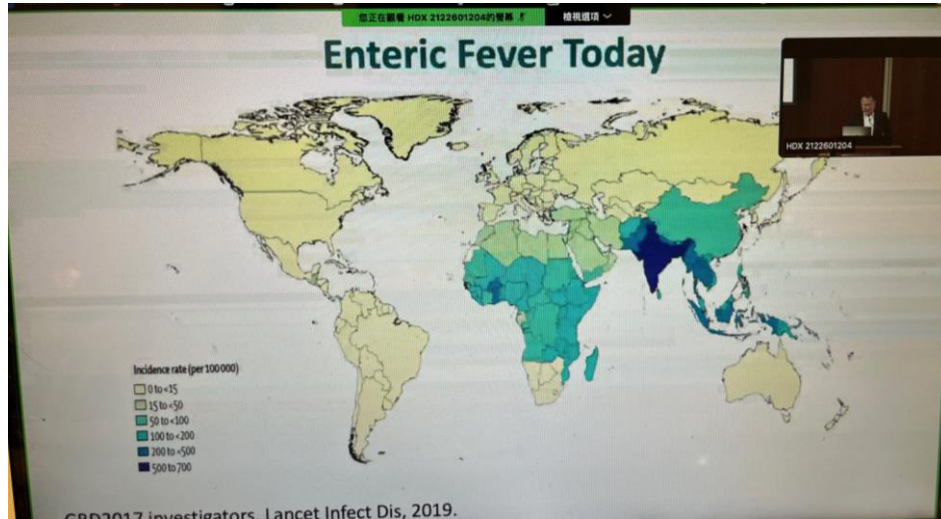 您正在觀看 HDX 2122601204的螢幕
檢視選項
Enteric Fever Today
HDX 2122601204
Incidence rate (per 100 000)
0 to <15
15 to <50
50 to <100
100 to <200
200 to <500
500 to 700
GBD2017 investigators. Lancet Infect Dis, 2019.